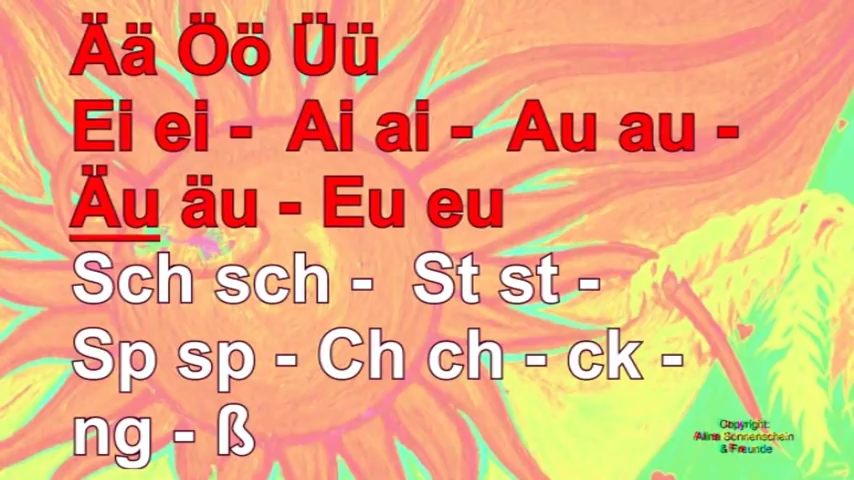 Ää Öö Üü
Ei ei - Ai ai - Au au -
Äu äu - Eu eu
Sch sch - St st -
Sp sp - Ch ch - ck -
ng - ß
Copyright:
Alina Sonnenschein
& Freunde